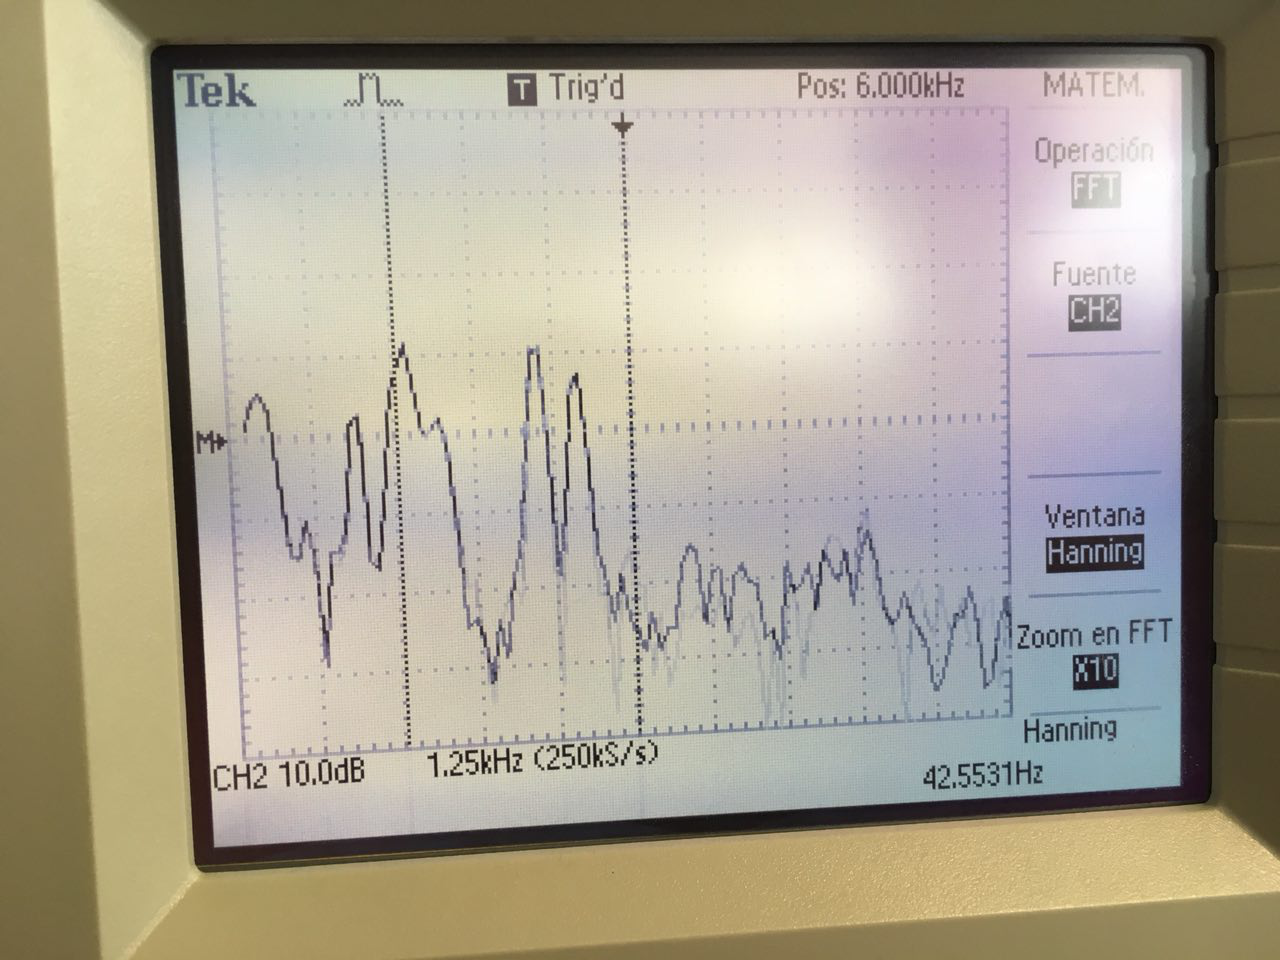 Tek T Trig'd Pos: 6.000kHz MATEM.
Operación
FFT
Fuente
CH2
M
Ventana
Hanning
Zoom en FFT
X10
Hanning
CH2 10.0dB 1.25kHz (250kS/s) 42.5531Hz